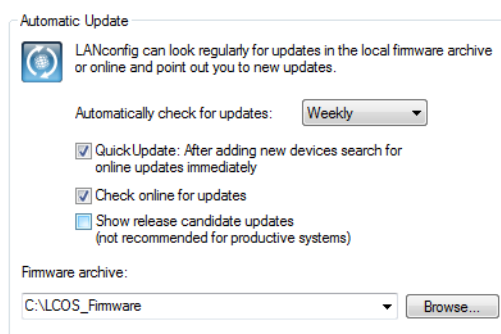 Automatic Update
LANconfig can look regularly for updates in the local firmware archive
or online and point out you to new updates.
Automatically check for updates: Weekly
QuickUpdate: After adding new devices search for
online updates immediately
Check online for updates
Show release candidate updates
(not recommended for productive systems)
Firmware archive:
C:\LCOS_Firmware Browse...